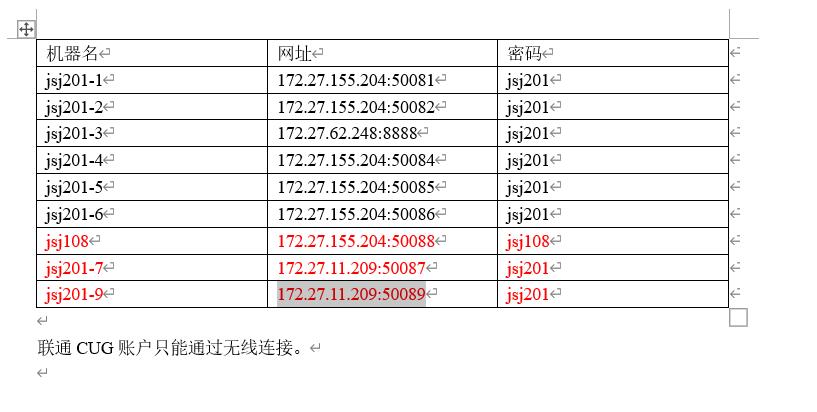 机器名 网址 密码
jsj201-1 172.27.155.204:50081 jsj201
jsj201-2 172.27.155.204:50082 jsj201
jsj201-3 172.27.62.248:8888 jsj201
jsj201-4 172.27.155.204:50084 jsj201
jsj201-5 172.27.155.204:50085 jsj201
jsj201-6 172.27.155.204:50086 jsj201
jsj108 172.27.155.204:50088 jsj108
jsj201-7 172.27.11.209:50087 jsj201
jsj201-9 172.27.11.209:50089 jsj201
联通 CUG 账户只能通过无线连接。